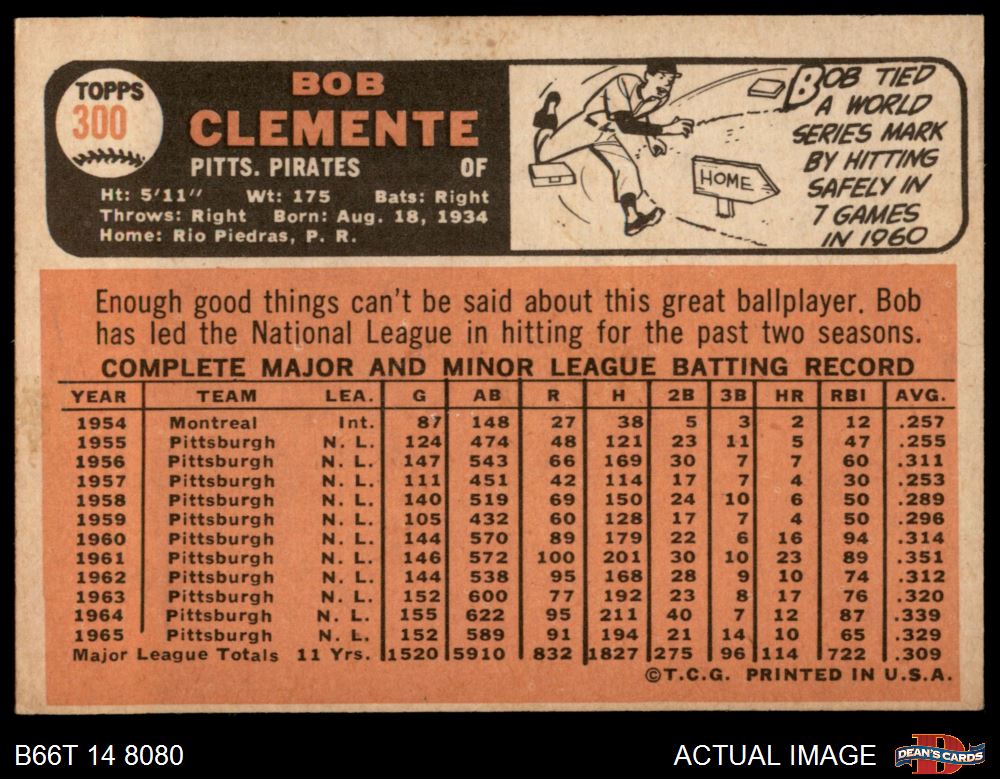 TOPPS
300
BOB
CLEMENTE
PITTS. PIRATES OF
Ht: 5'11" Wt: 175 Bats: Right
Throws: Right Born: Aug. 18, 1934
Home: Rio Piedras, P. R.
HOME
BOB TIED
A WORLD
SERIES MARK
BY HITTING
SAFELY IN
7 GAMES
IN 1960
Enough good things can't be said about this great ballplayer. Bob
has led the National League in hitting for the past two seasons.
COMPLETE MAJOR AND MINOR LEAGUE BATTING RECORD
YEAR TEAM LEA. G AB R H 2B 3B HR RBI AVG.
1954 Montreal Int. 87 148 27 38 5 3 2 12 .257
1955 Pittsburgh N. L. 124 474 48 121 23 11 5 47 .255
1956 Pittsburgh N. L. 147 543 66 169 30 7 7 60 .311
1957 Pittsburgh N. L. 111 451 42 114 17 7 4 30 .253
1958 Pittsburgh N. L. 140 519 69 150 24 10 6 50 .289
1959 Pittsburgh N. L. 105 432 60 128 17 7 4 50 .296
1960 Pittsburgh N. L. 144 570 89 179 22 6 16 94 .314
1961 Pittsburgh N. L. 146 572 100 201 30 10 23 89 .351
1962 Pittsburgh N. L. 144 538 95 168 28 9 10 74 .312
1963 Pittsburgh N. L. 152 600 77 192 23 8 17 76 .320
1964 Pittsburgh N. L. 155 622 95 211 40 7 12 87 .339
1965 Pittsburgh N. L. 152 589 91 194 21 14 10 65 .329
Major League Totals 11 Yrs. 1520 5910 832 1827 275 96 114 722 .309
©T.C.G. PRINTED IN U.S.A.
B66T 14 8080
ACTUAL IMAGE
D
DEAN'S CARDS